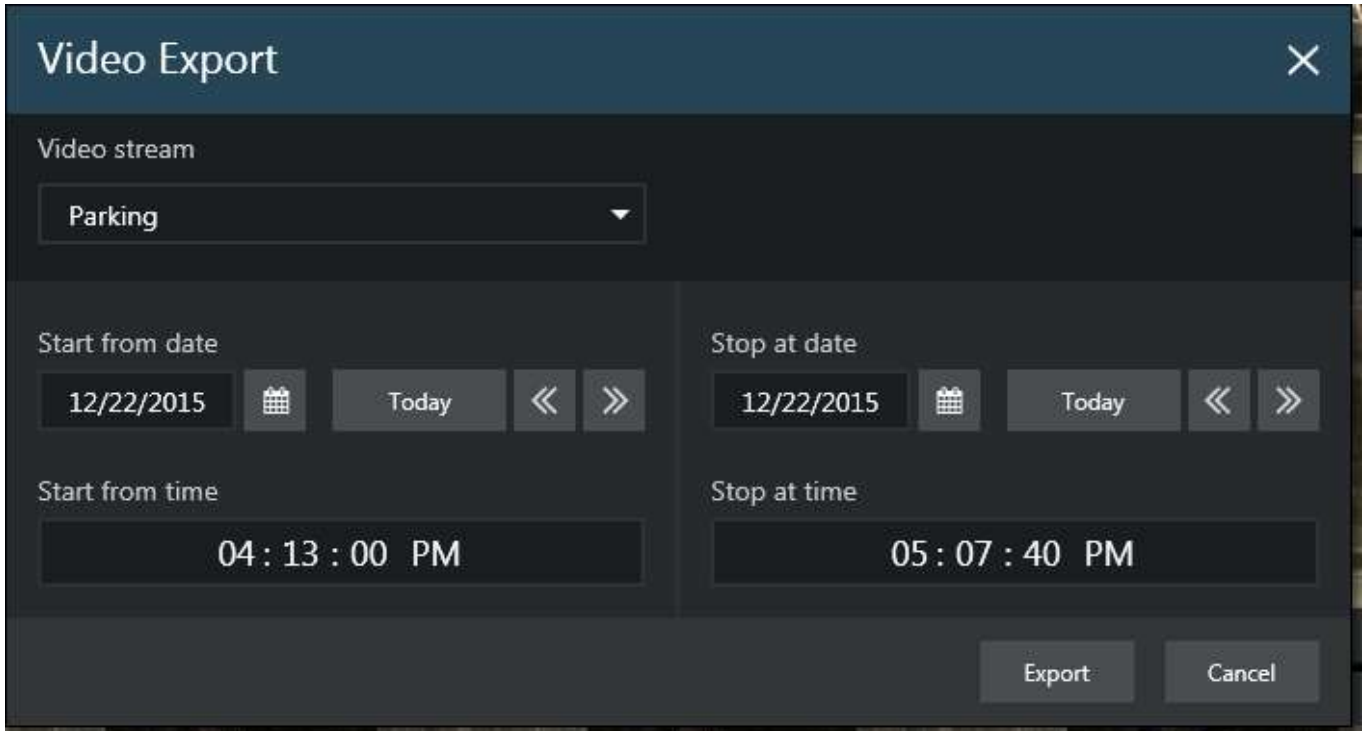 Video Export
Video stream
Parking
Start from date
12/22/2015 Today
Start from time
04 : 13 : 00 PM
Stop at date
12/22/2015 Today
Stop at time
05 : 07 : 40 PM
Export Cancel